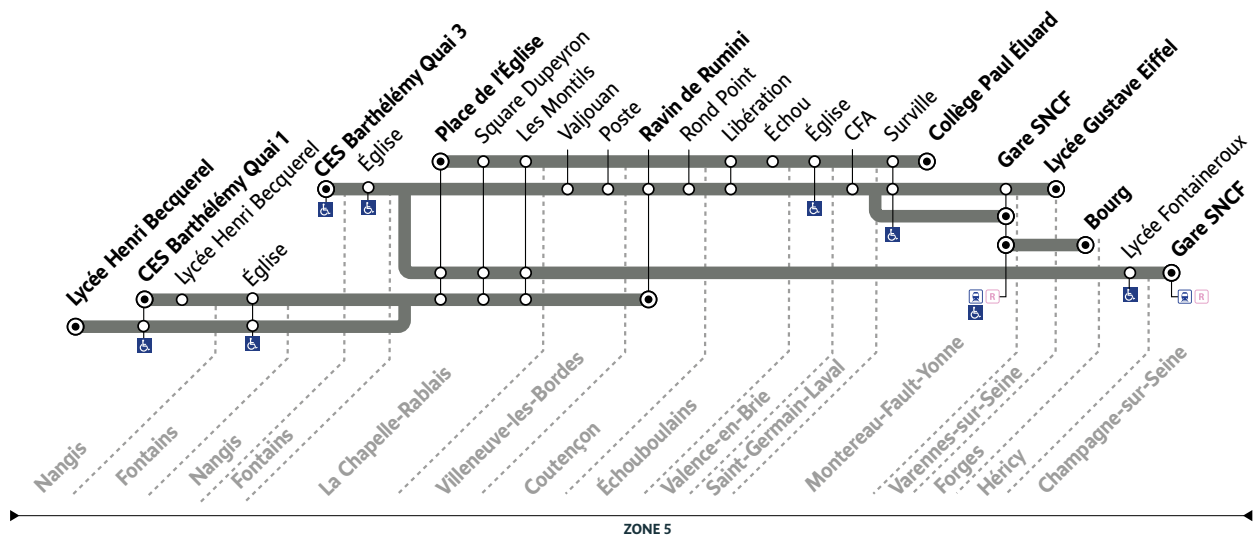 Lycée Henri Becquerel
CES Barthélémy Quai 1
Lycée Henri Becquerel
Église
CES Barthélémy Quai 3
Église
Place de l'Église
Square Dupeyron
Les Montils
Valjouan
Poste
Ravin de Rumini
Rond Point
Libération
Échou
Église
CFA
Surville
Collège Paul Éluard
Gare SNCF
Lycée Gustave Eiffel
Bourg
Lycée Fontaineroux
Gare SNCF
R
R
Nangis
Fontains
Nangis
Fontains
La Chapelle-Rablais
Villeneuve-les-Bordes
Coutençon
Échouboulains
Valence-en-Brie
Saint-Germain-Laval
Montereau-Fault-Yonne
Varennes-sur-Seine
Forges
Héricy
Champagne-sur-Seine
ZONE 5